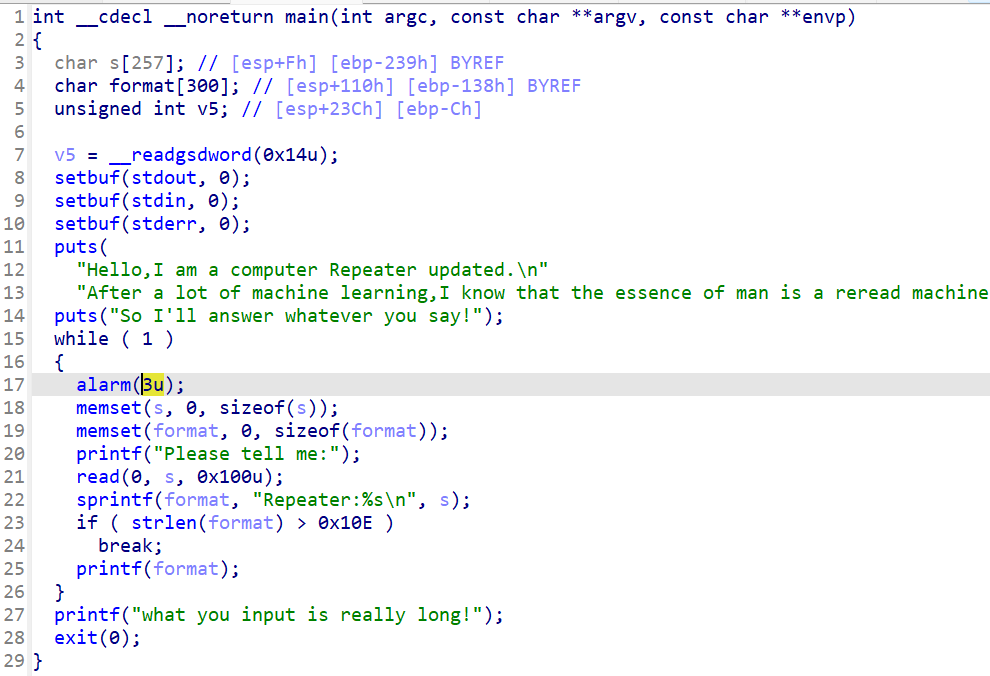 1 int __cdecl __noreturn main(int argc, const char **argv, const char **envp)
2 {
3   char s[257]; // [esp+Fh] [ebp-239h] BYREF
4   char format[300]; // [esp+110h] [ebp-138h] BYREF
5   unsigned int v5; // [esp+23Ch] [ebp-Ch]
6
7   v5 = __readgsdword(0x14u);
8   setbuf(stdout, 0);
9   setbuf(stdin, 0);
10   setbuf(stderr, 0);
11   puts(
12     "Hello,I am a computer Repeater updated.\n"
13     "After a lot of machine learning,I know that the essence of man is a reread machine
14   puts("So I'll answer whatever you say!");
15   while ( 1 )
16   {
17     alarm(3u);
18     memset(s, 0, sizeof(s));
19     memset(format, 0, sizeof(format));
20     printf("Please tell me:");
21     read(0, s, 0x100u);
22     sprintf(format, "Repeater:%s\n", s);
23     if ( strlen(format) > 0x10E )
24       break;
25     printf(format);
26   }
27   printf("what you input is really long!");
28   exit(0);
29 }